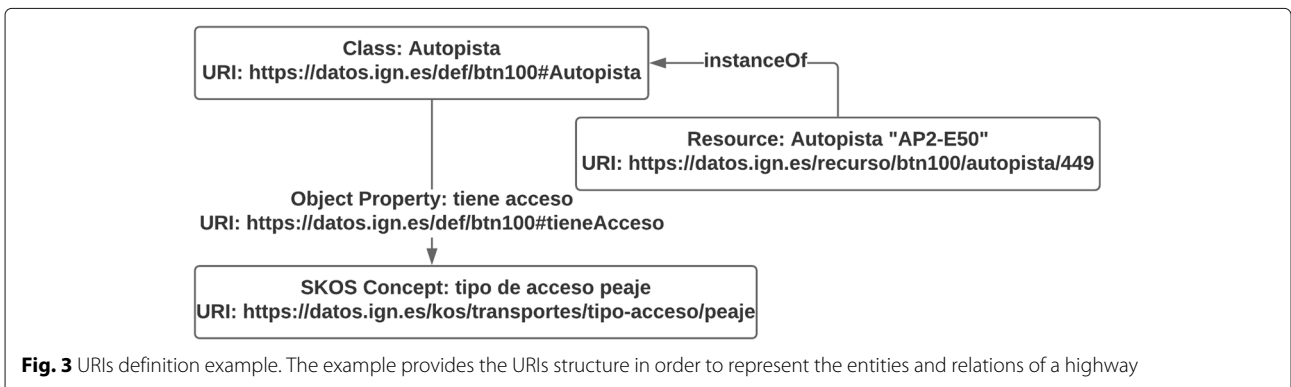 Class: Autopista
URI: https://datos.ign.es/def/btn100#Autopista
instanceOf
Resource: Autopista "AP2-E50"
URI: https://datos.ign.es/recurso/btn100/autopista/449
Object Property: tiene acceso
URI: https://datos.ign.es/def/btn100#tieneAcceso
SKOS Concept: tipo de acceso peaje
URI: https://datos.ign.es/kos/transportes/tipo-acceso/peaje
Fig. 3 URIs definition example. The example provides the URIs structure in order to represent the entities and relations of a highway